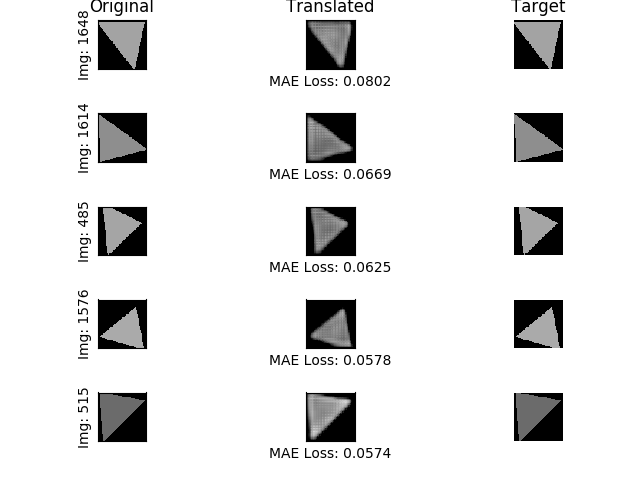 Original Translated Target
Img: 1648
MAE Loss: 0.0802
Img: 1614
MAE Loss: 0.0669
Img: 485
MAE Loss: 0.0625
Img: 1576
MAE Loss: 0.0578
Img: 515
MAE Loss: 0.0574